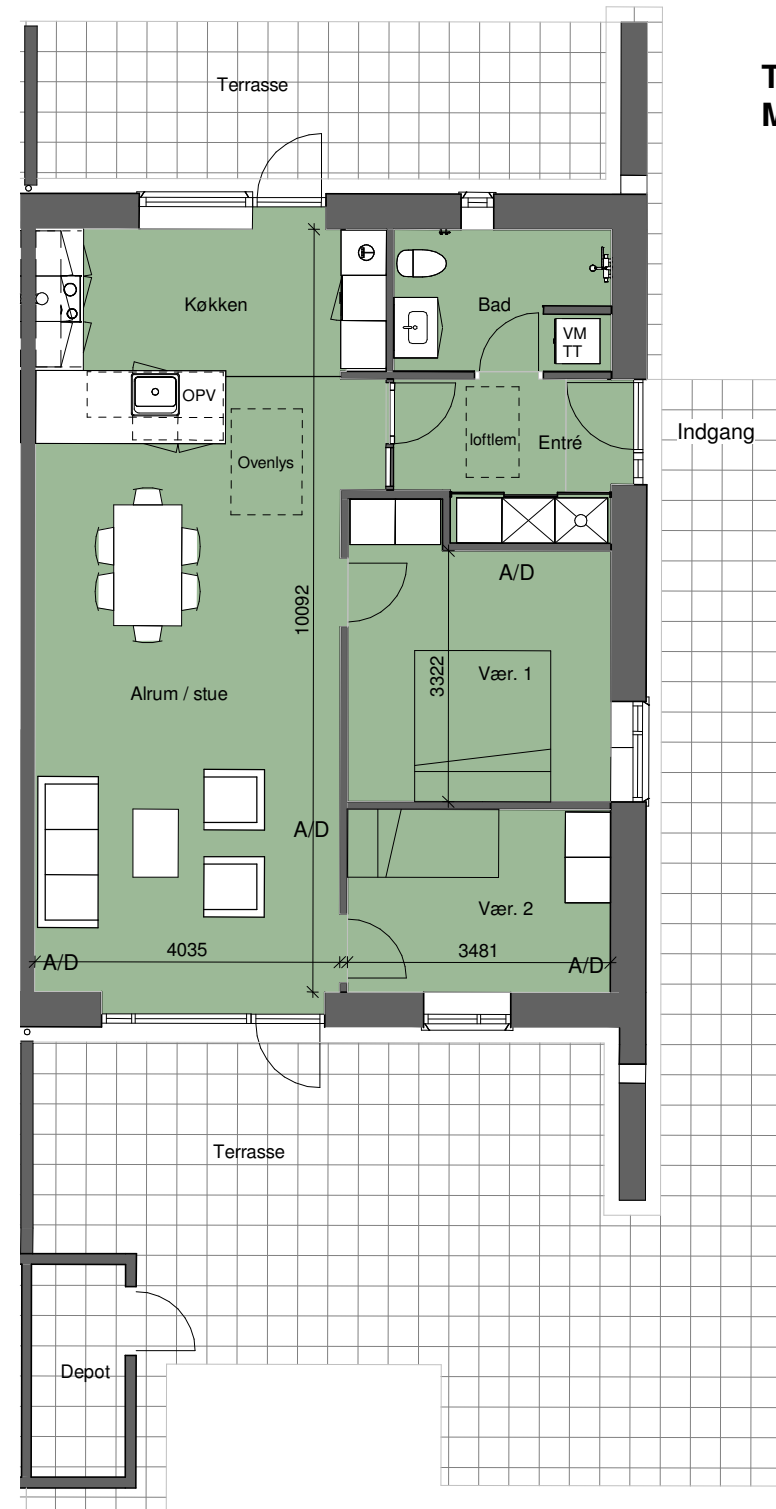 T
M
Terrasse
Køkken
Bad
VM
TT
OPV
Ovenlys
loftlem
Entré
Indgang
A/D
10092
3322
Vær. 1
Alrum / stue
A/D
Vær. 2
4035
3481
A/D
A/D
Terrasse
Depot